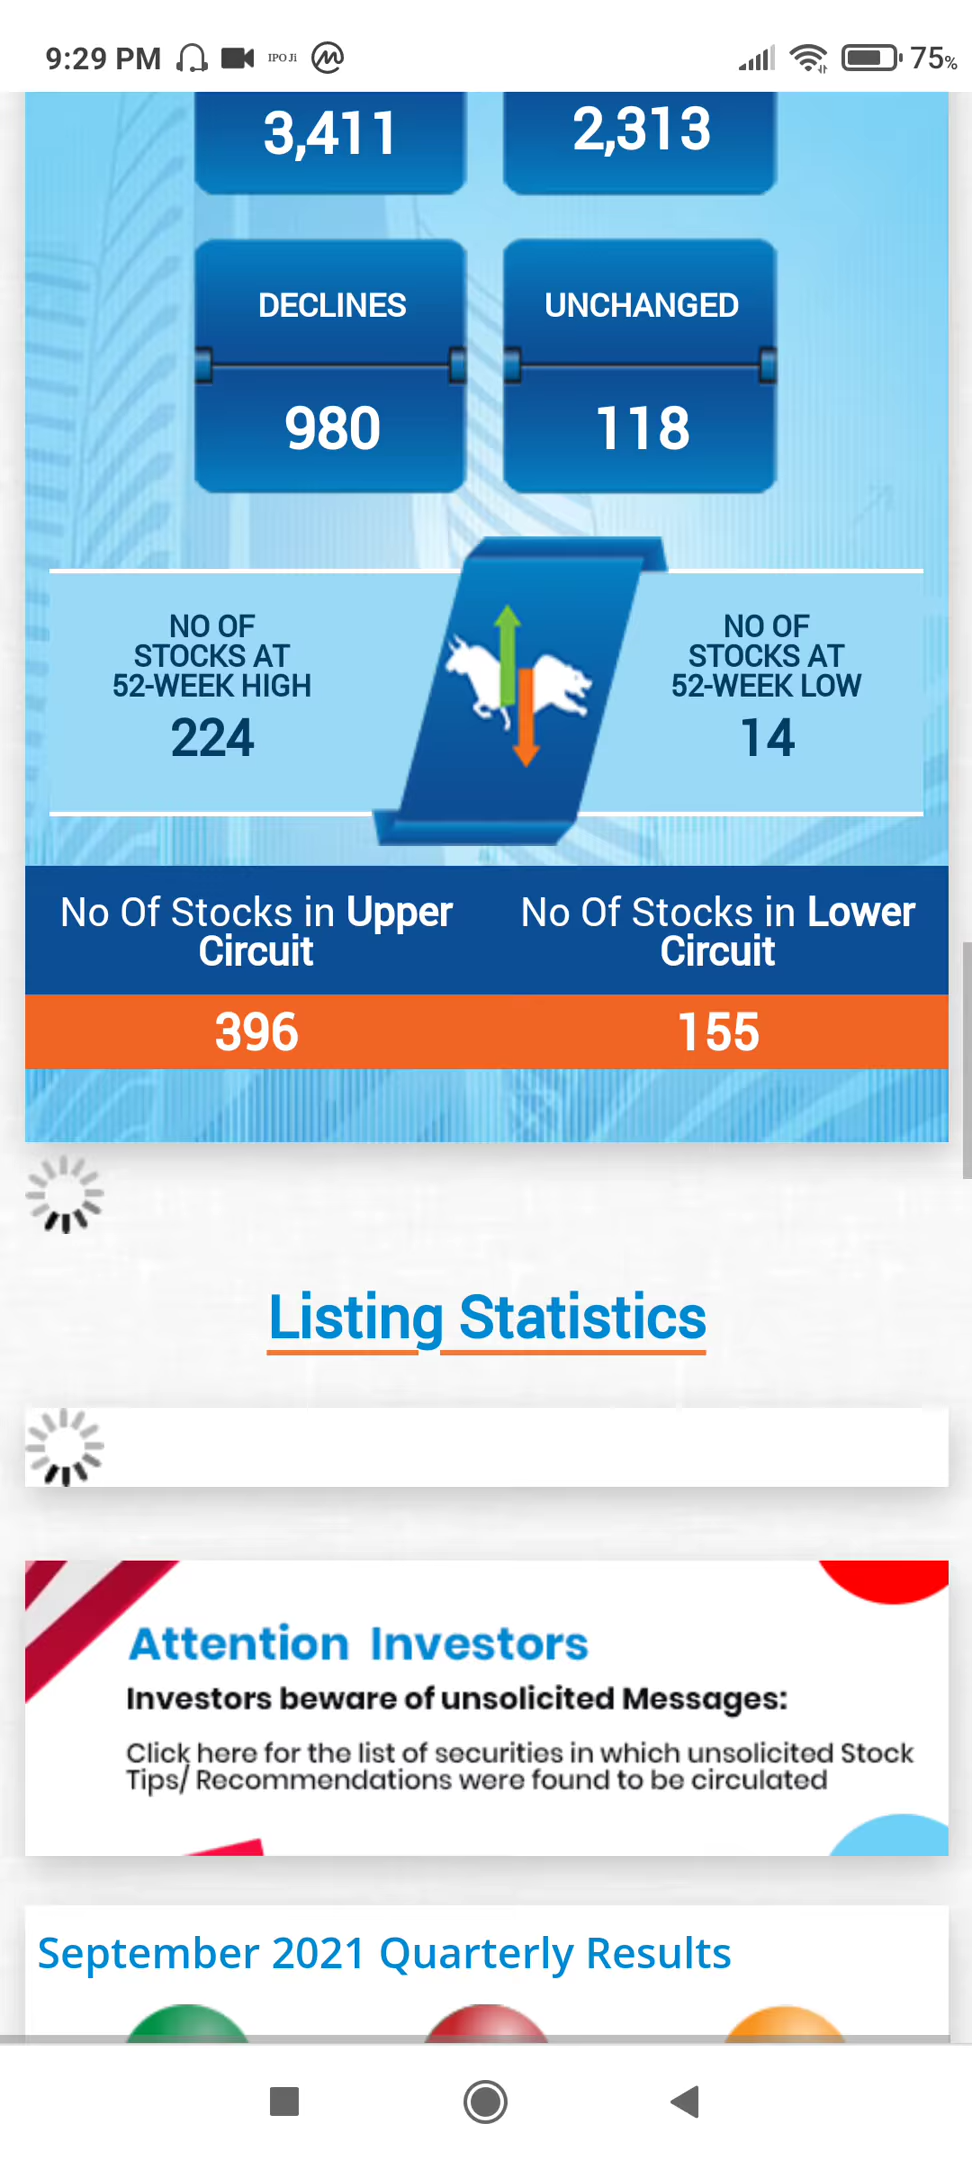 9:29 PM IPO Ji 75%
3,411 2,313
DECLINES UNCHANGED
980 118
NO OF
STOCKS AT
52-WEEK HIGH
224
NO OF
STOCKS AT
52-WEEK LOW
14
No Of Stocks in Upper
Circuit
No Of Stocks in Lower
Circuit
396 155
Listing Statistics
Attention Investors
Investors beware of unsolicited Messages:
Click here for the list of securities in which unsolicited Stock
Tips/ Recommendations were found to be circulated
September 2021 Quarterly Results